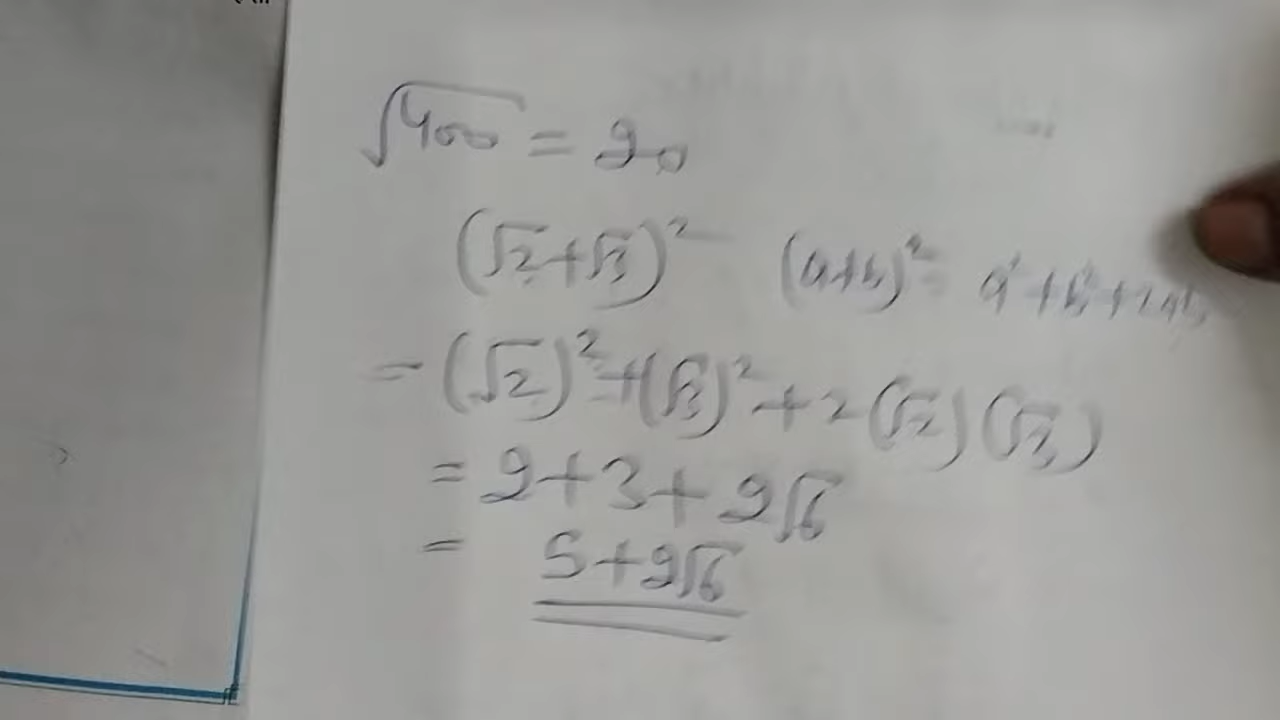 √400 = 20
(√2+√3)² (a+b)² = a²+b²+2ab
= (√2)² + (√3)² + 2(√2)(√3)
= 2+3+2√6
= 5+2√6